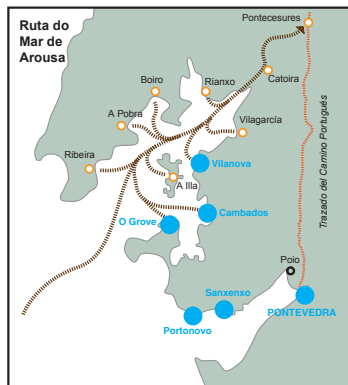 Ruta do
Mar de
Arousa
Pontecesures
Boiro
Rianxo
Catoira
A Pobra
Vilagarcía
Ribeira
Vilanova
A Illa
Cambados
O Grove
Trazado del Camino Portugués
Poio
Sanxenxo
Portonovo
PONTEVEDRA